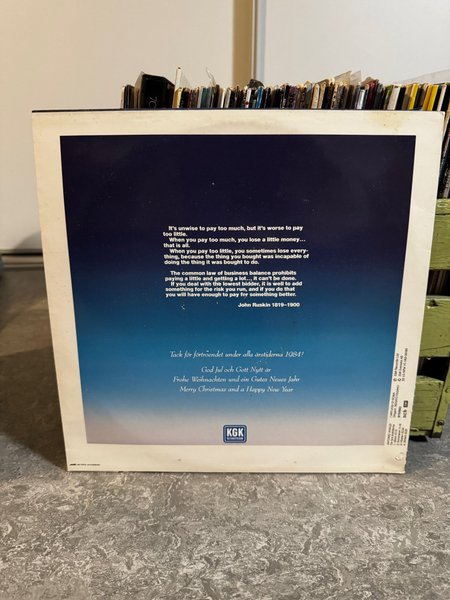 It's unwise to pay too much, but it's worse to pay
too little.
When you pay too much, you lose a little money...
that is all.
When you pay too little, you sometimes lose every-
thing, because the thing you bought was incapable of
doing the thing it was bought to do.
The common law of business balance prohibits
paying a little and getting a lot..., it can't be done.
If you deal with the lowest bidder, it is well to add
something for the risk you run, and if you do that
you will have enough to pay for something better.
John Ruskin 1819–1900
Tack för förtroendet under alla årstiderna 1984!
God Jul och Gott Nytt år
Frohe Weihnachten und ein Gutes Neues Jahr
Merry Christmas and a Happy New Year
KGK